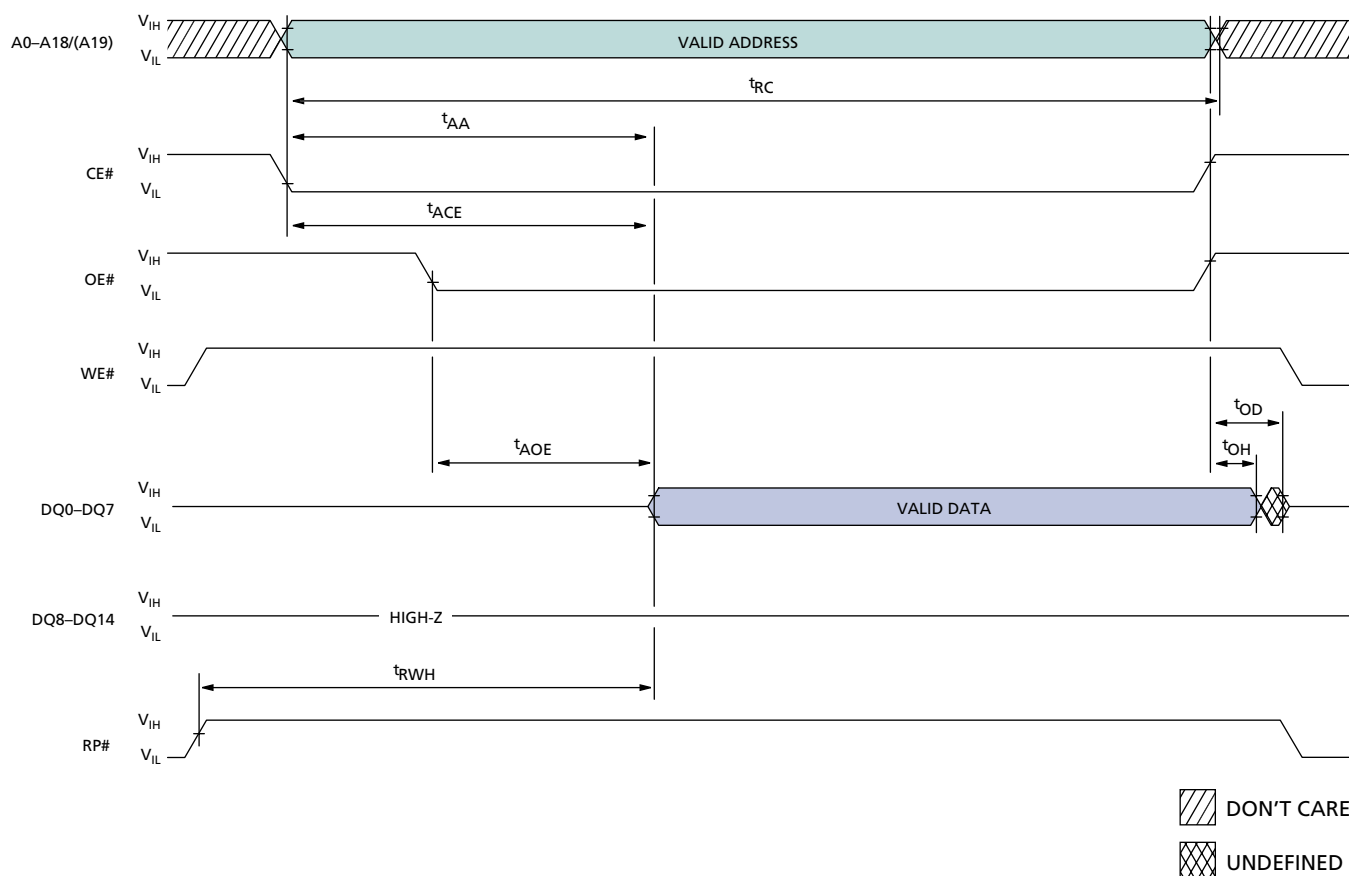 A0–A18/(A19)
VIH
VIL
VALID ADDRESS
tRC
tAA
CE#
VIH
VIL
tACE
OE#
VIH
VIL
WE#
VIH
VIL
tOD
tAOE
tOH
DQ0–DQ7
VIH
VIL
VALID DATA
DQ8–DQ14
VIH
VIL
HIGH-Z
tRWH
RP#
VIH
VIL
DON'T CARE
UNDEFINED